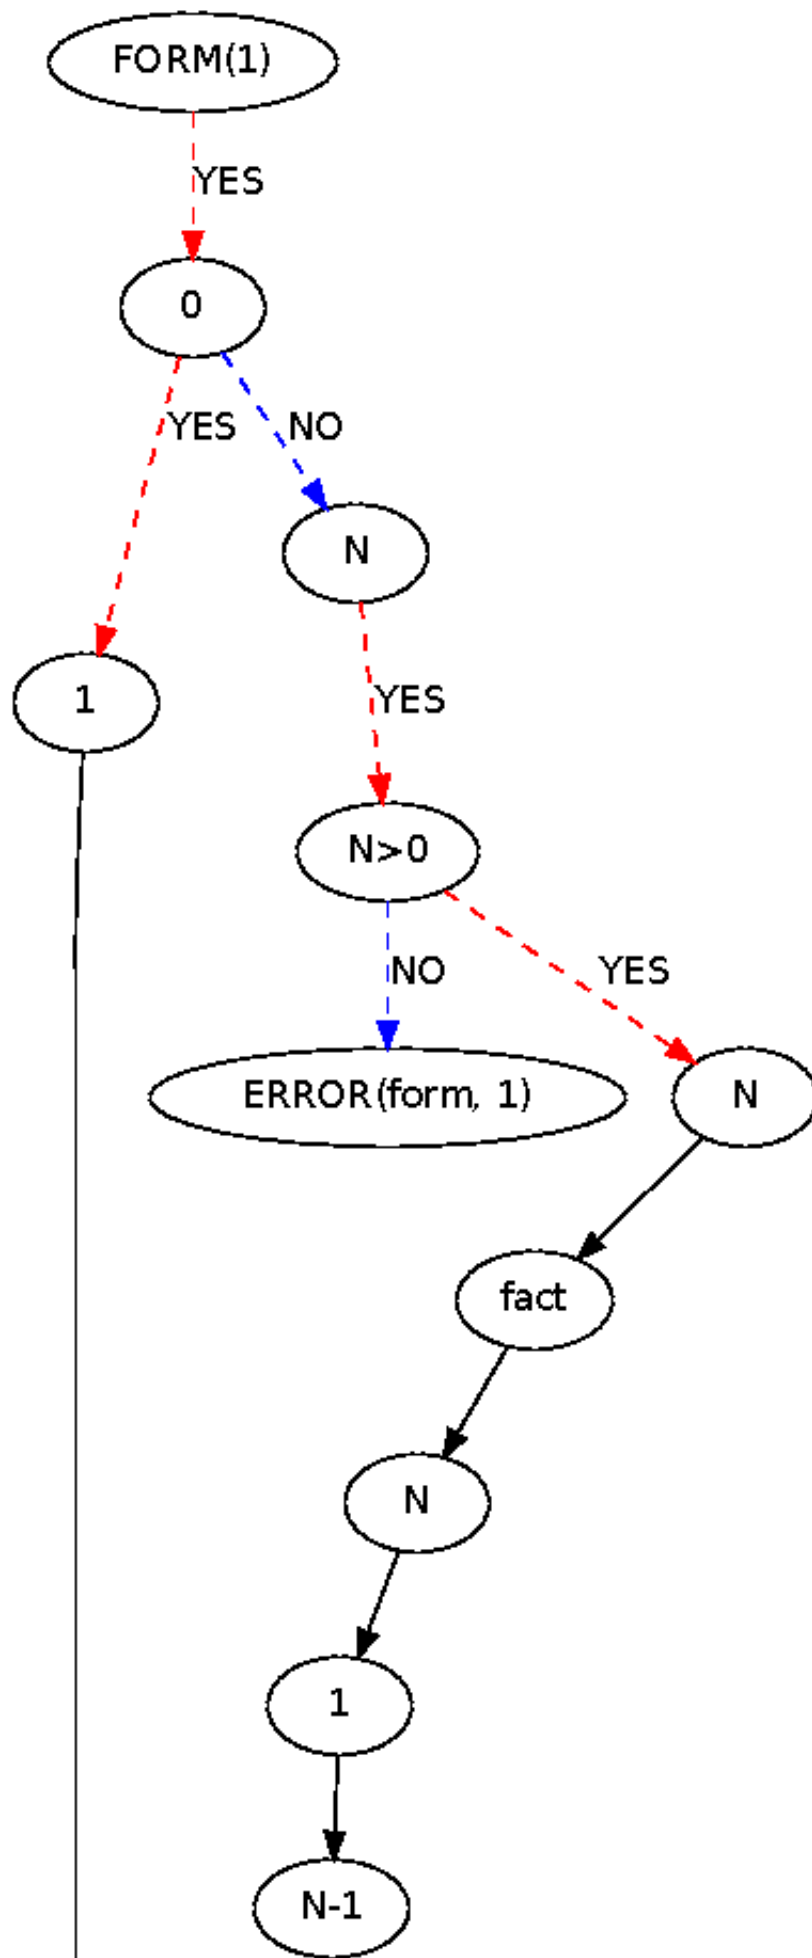 FORM(1)
YES
0
YES
NO
N
YES
1
N>0
NO
YES
ERROR(form, 1)
N
fact
N
1
N-1